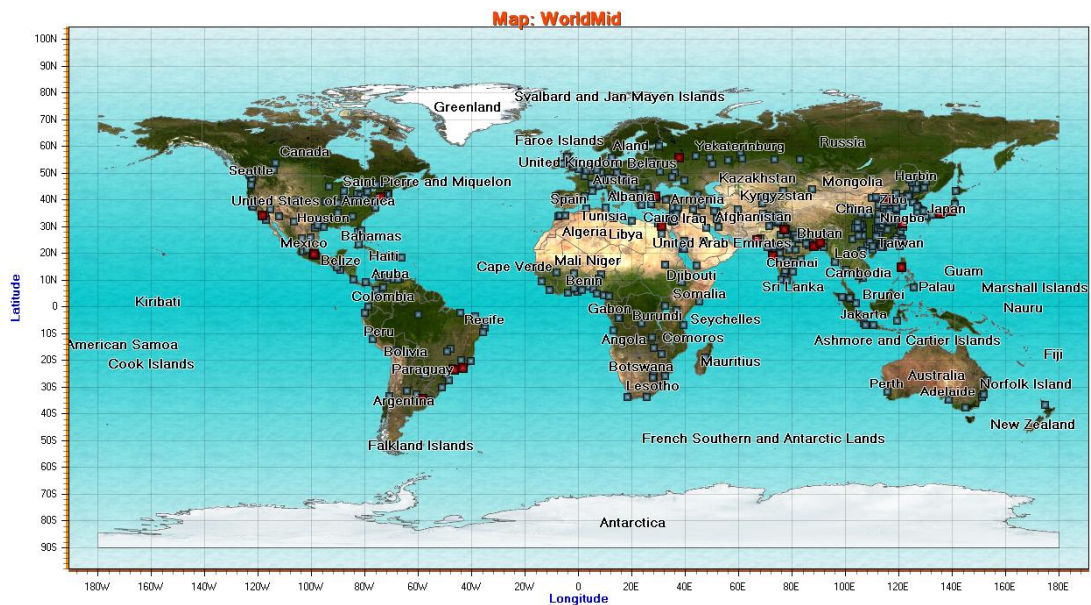 Map: WorldMid
100N
90N
80N
70N
60N
50N
40N
30N
20N
10N
0
10S
20S
30S
40S
50S
60S
70S
80S
90S
Latitude
Svalbard and Jan Mayen Islands
Greenland
Faroe Islands
Aland
Yekaterinburg
Russia
Canada
United Kingdom
Belarus
Seattle
Saint Pierre and Miquelon
Austria
Kazakhstan
Mongolia
Harbin
United States of America
Spain
Albania
Armenia
Kyrgyzstan
Zibo
Houston
Tunisia
Cairo
Iraq
Afghanistan
China
Ningbo
Japan
Mexico
Bahamas
Algeria
Libya
United Arab Emirates
Bhutan
Taiwan
Belize
Haiti
Cape Verde
Mali
Niger
Chennai
Laos
Aruba
Benin
Djibouti
Sri Lanka
Cambodia
Guam
Palau
Marshall Islands
Kiribati
Colombia
Gabon
Somalia
Brunei
Nauru
Recife
Burundi
Seychelles
Jakarta
American Samoa
Peru
Angola
Comoros
Ashmore and Cartier Islands
Cook Islands
Bolivia
Mauritius
Fiji
Paraguay
Botswana
Australia
Lesotho
Perth
Adelaide
Norfolk Island
Argentina
New Zealand
Falkland Islands
French Southern and Antarctic Lands
Antarctica
180W 160W 140W 120W 100W 80W 60W 40W 20W 0 20E 40E 60E 80E 100E 120E 140E 160E 180E
Longitude